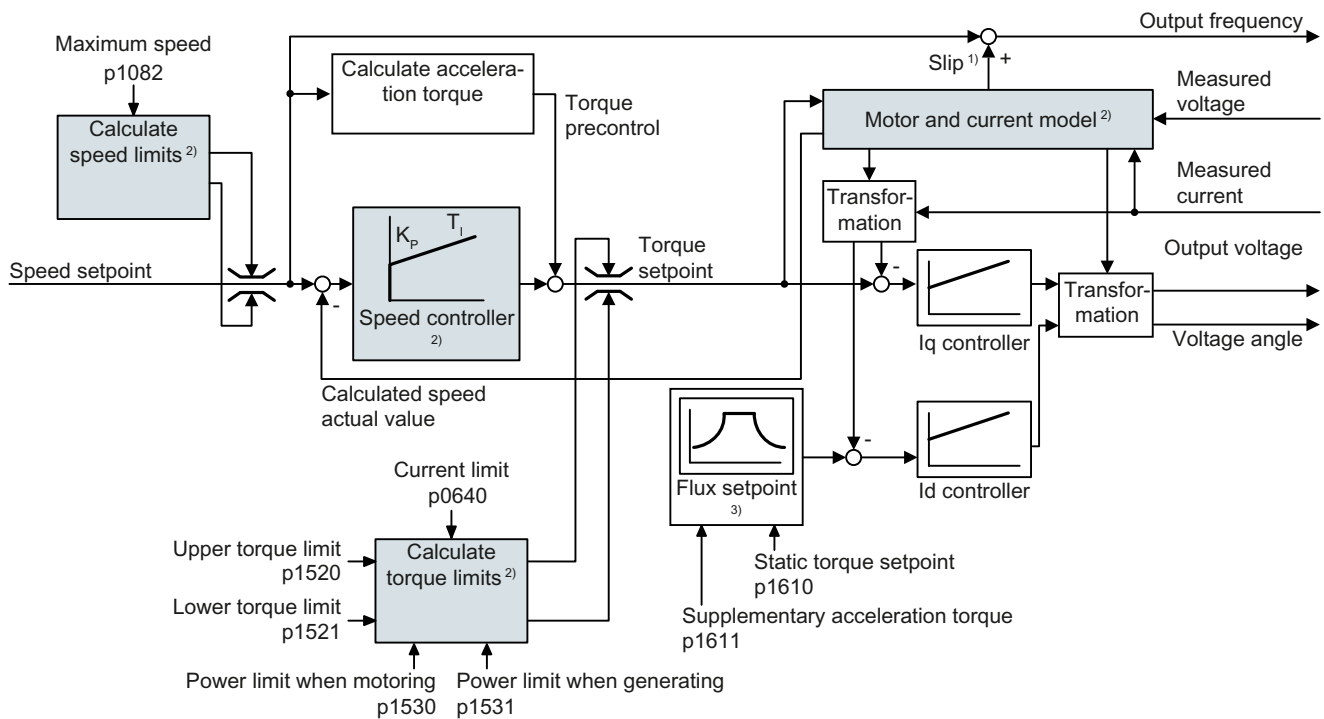 Output frequency
Maximum speed
p1082
Slip 1) +
Calculate accelera-
tion torque
Measured
voltage
Torque
precontrol
Calculate
speed limits 2)
Motor and current model 2)
Measured
current
Transfor-
mation
KP TI
Torque
setpoint
Output voltage
Speed setpoint
-
-
Transfor-
mation
Speed controller
2)
Iq controller
Voltage angle
Calculated speed
actual value
-
Current limit
p0640
Flux setpoint
3)
Id controller
Upper torque limit
p1520
Calculate
torque limits 2)
Static torque setpoint
p1610
Lower torque limit
p1521
Supplementary acceleration torque
p1611
Power limit when motoring
p1530
Power limit when generating
p1531